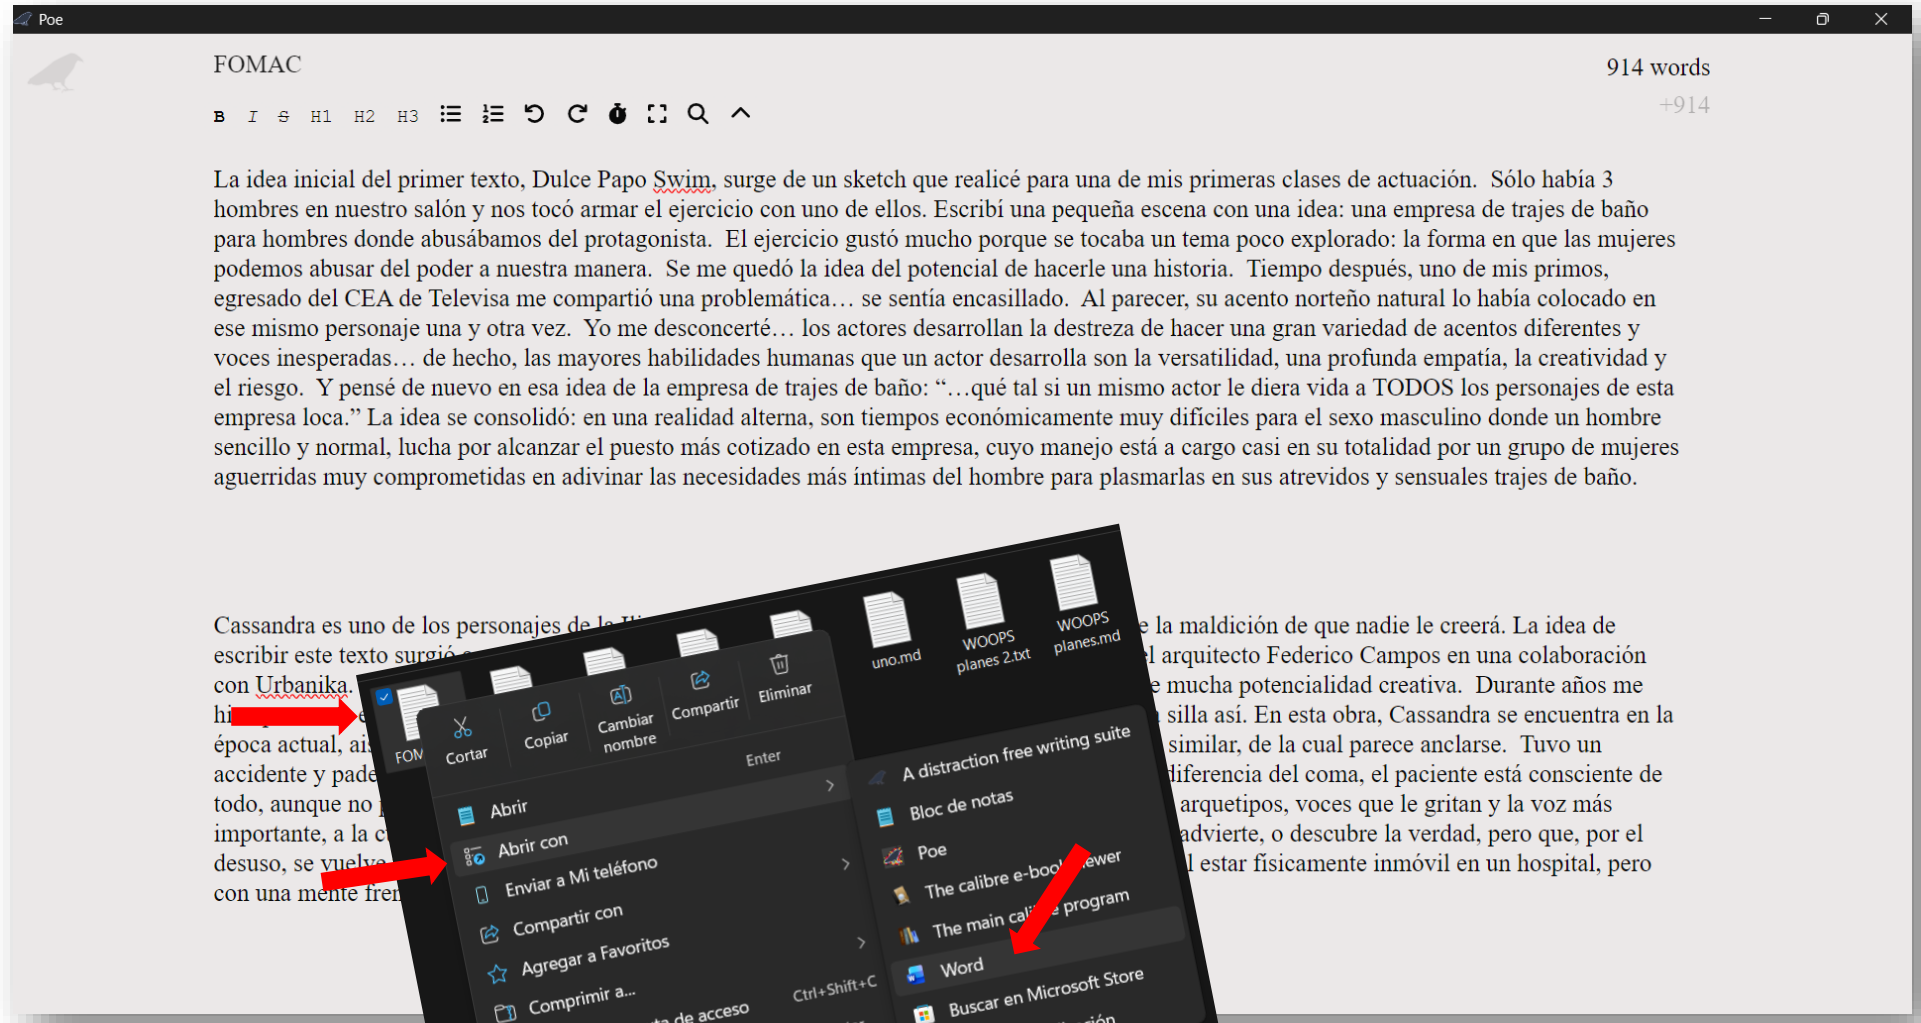 Poe
FOMAC
914 words
+914
B I S H1 H2 H3
La idea inicial del primer texto, Dulce Papo Swim, surge de un sketch que realicé para una de mis primeras clases de actuación.  Sólo había 3
hombres en nuestro salón y nos tocó armar el ejercicio con uno de ellos. Escribí una pequeña escena con una idea: una empresa de trajes de baño
para hombres donde abusábamos del protagonista.  El ejercicio gustó mucho porque se tocaba un tema poco explorado: la forma en que las mujeres
podemos abusar del poder a nuestra manera.  Se me quedó la idea del potencial de hacerle una historia.  Tiempo después, uno de mis primos,
egresado del CEA de Televisa me compartió una problemática… se sentía encasillado.  Al parecer, su acento norteño natural lo había colocado en
ese mismo personaje una y otra vez.  Yo me desconcerté… los actores desarrollan la destreza de hacer una gran variedad de acentos diferentes y
voces inesperadas… de hecho, las mayores habilidades humanas que un actor desarrolla son la versatilidad, una profunda empatía, la creatividad y
el riesgo.  Y pensé de nuevo en esa idea de la empresa de trajes de baño: “…qué tal si un mismo actor le diera vida a TODOS los personajes de esta
empresa loca.” La idea se consolidó: en una realidad alterna, son tiempos económicamente muy difíciles para el sexo masculino donde un hombre
sencillo y normal, lucha por alcanzar el puesto más cotizado en esta empresa, cuyo manejo está a cargo casi en su totalidad por un grupo de mujeres
aguerridas muy comprometidas en adivinar las necesidades más íntimas del hombre para plasmarlas en sus atrevidos y sensuales trajes de baño.
Cassandra es uno de los personajes de la la maldición de que nadie le creerá. La idea de
escribir este texto surgió el arquitecto Federico Campos en una colaboración
con Urbanika. mucha potencialidad creativa.  Durante años me
silla así. En esta obra, Cassandra se encuentra en la
época actual, similar, de la cual parece anclarse.  Tuvo un
accidente y diferencia del coma, el paciente está consciente de
todo, aunque no arquetipos, voces que le gritan y la voz más
importante, a la advierte, o descubre la verdad, pero que, por el
desuso, se vuelve estar físicamente inmóvil en un hospital, pero
con una mente
uno.md
WOOPS
planes 2.txt
WOOPS
planes.md
Cortar
Copiar
Cambiar
nombre
Compartir
Eliminar
Abrir
Enter
Abrir con
Enviar a Mi teléfono
Compartir con
Agregar a Favoritos
Comprimir a...
de acceso
Ctrl+Shift+C
A distraction free writing suite
Bloc de notas
Poe
The calibre e-book viewer
The main calibre program
Word
Buscar en Microsoft Store